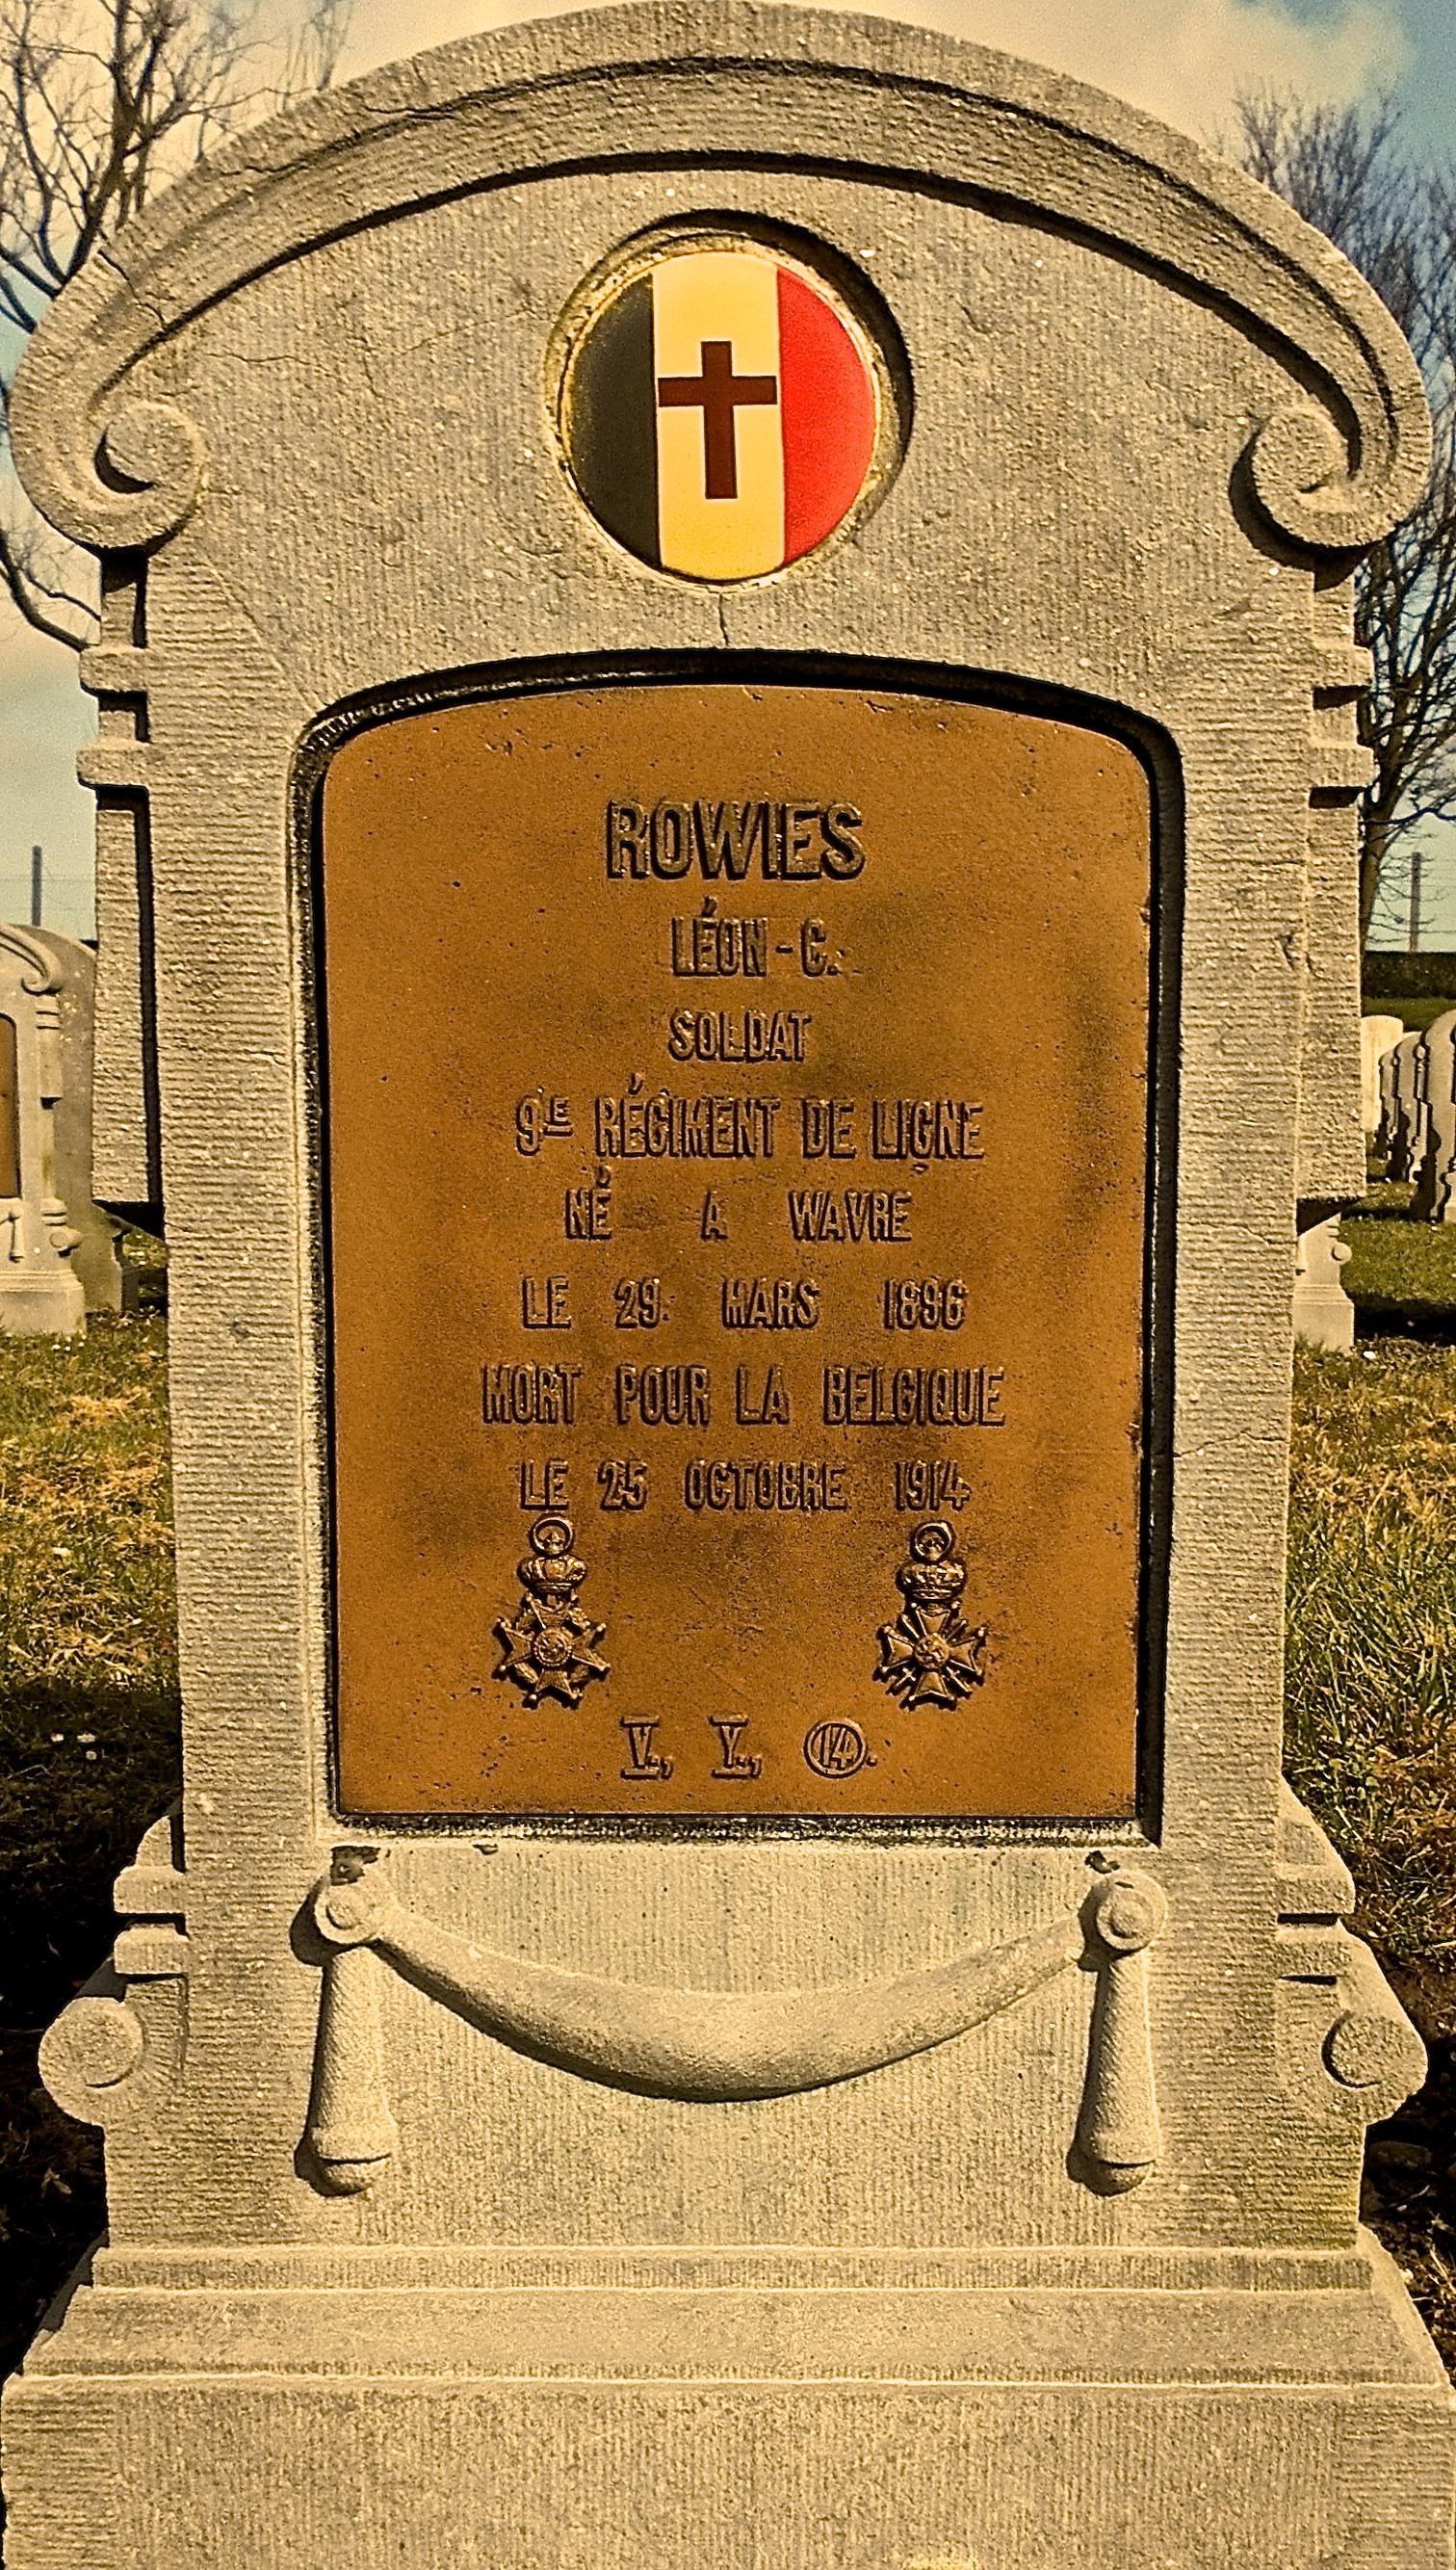 ROWIES
LÉON - C.
SOLDAT
9E RÉGIMENT DE LIGNE
NÉ A WAVRE
LE 29 MARS 1896
MORT POUR LA BELGIQUE
LE 25 OCTOBRE 1914
V., Y., 14.